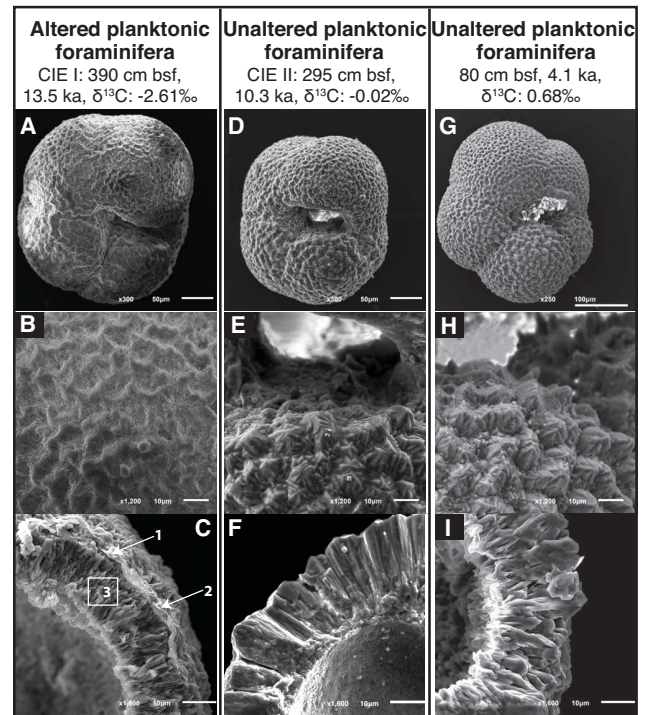 Altered planktonic
foraminifera
CIE I: 390 cm bsf,
13.5 ka, δ¹³C: -2.61‰
Unaltered planktonic
foraminifera
CIE II: 295 cm bsf,
10.3 ka, δ¹³C: -0.02‰
Unaltered planktonic
foraminifera
80 cm bsf, 4.1 ka,
δ¹³C: 0.68‰
A
x300 50µm
D
x300 50µm
G
x250 100µm
B
x1,200 10µm
E
x1,200 10µm
H
x1,200 10µm
C
1
2
3
x1,600 10µm
F
x1,600 10µm
I
x1,600 10µm